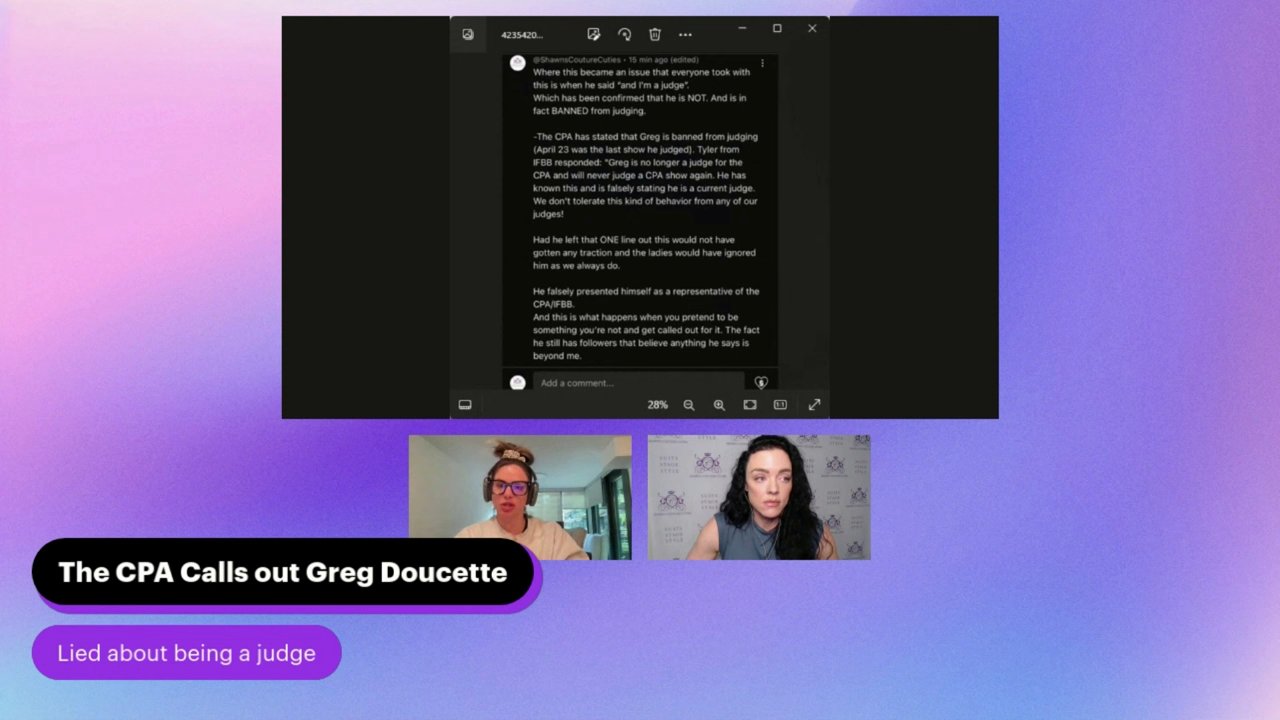 4235420...
@ShawnsCoutureCuties • 15 min ago (edited)
Where this became an issue that everyone took with
this is when he said "and I'm a judge".
Which has been confirmed that he is NOT. And is in
fact BANNED from judging.
-The CPA has stated that Greg is banned from judging
(April 23 was the last show he judged). Tyler from
IFBB responded: "Greg is no longer a judge for the
CPA and will never judge a CPA show again. He has
known this and is falsely stating he is a current judge.
We don't tolerate this kind of behavior from any of our
judges!
Had he left that ONE line out this would not have
gotten any traction and the ladies would have ignored
him as we always do.
He falsely presented himself as a representative of the
CPA/IFBB.
And this is what happens when you pretend to be
something you're not and get called out for it. The fact
he still has followers that believe anything he says is
beyond me.
Add a comment...
28%
1:1
The CPA Calls out Greg Doucette
Lied about being a judge